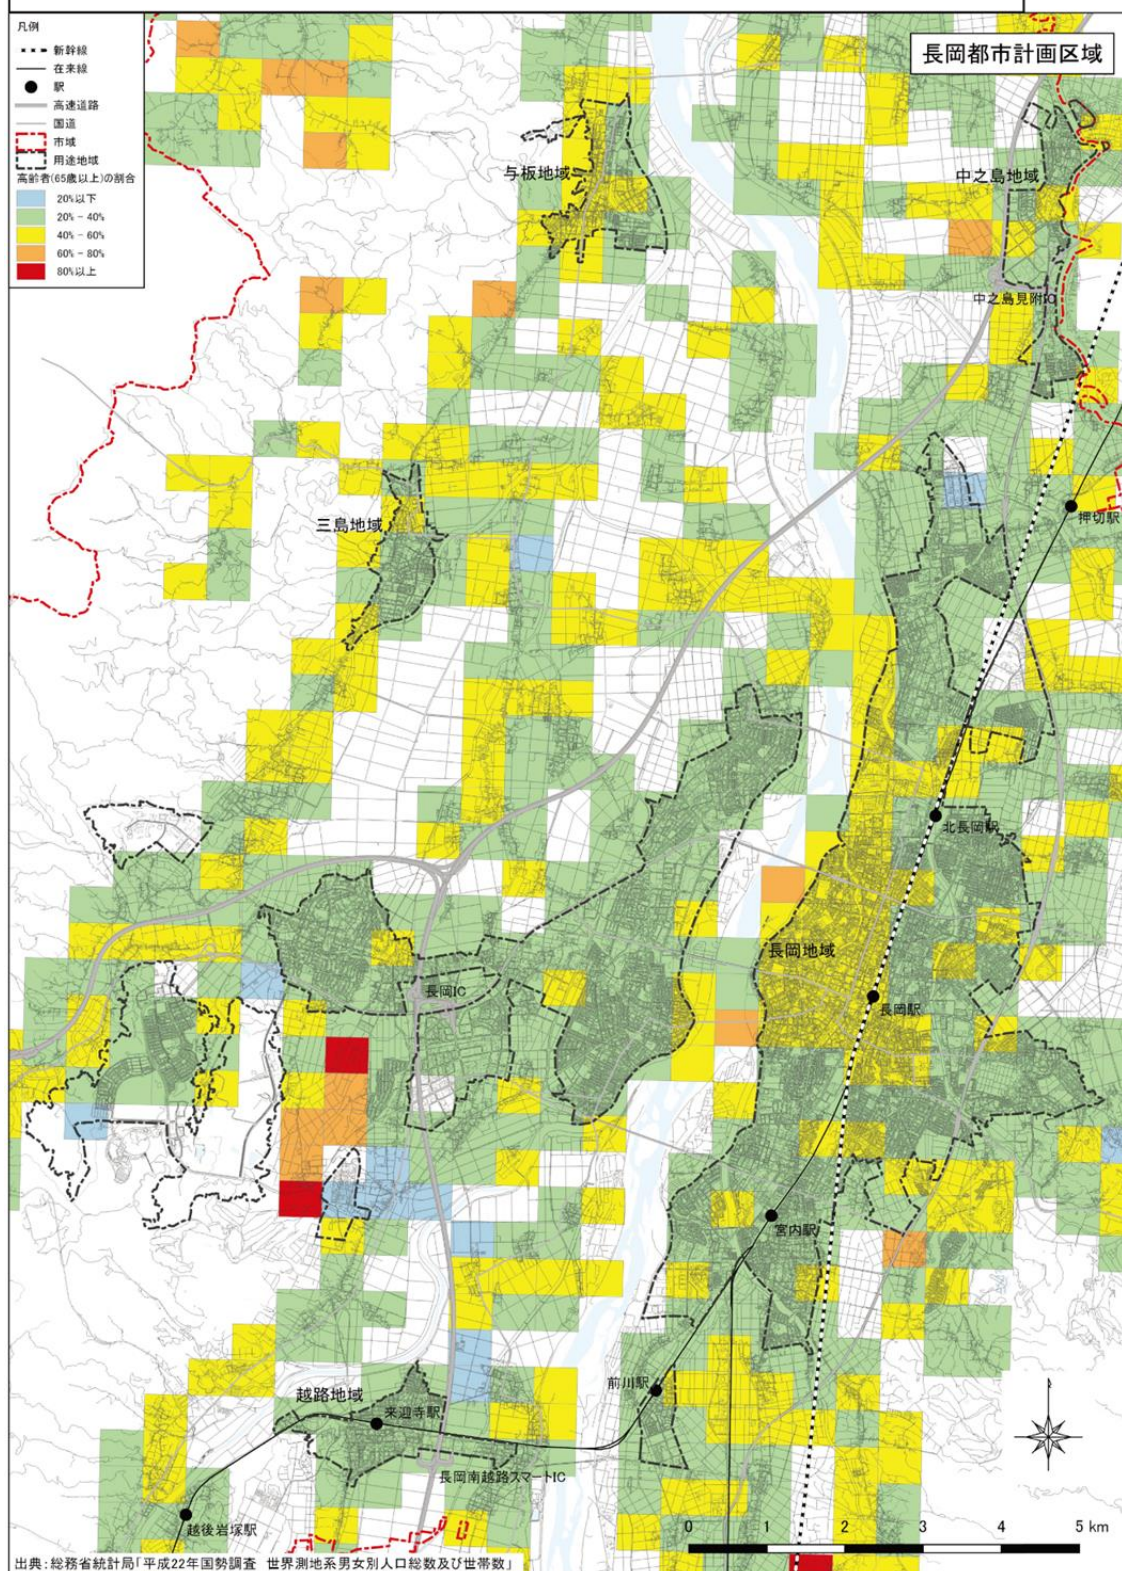 長岡都市計画区域
凡例
新幹線
在来線
駅
高速道路
国道
市域
用途地域
高齢者(65歳以上)の割合
20%以下
20% - 40%
40% - 60%
60% - 80%
80%以上
与板地域
中之島地域
中之島見附IC
三島地域
押切駅
北長岡駅
長岡地域
長岡IC
長岡駅
宮内駅
前川駅
越路地域
来迎寺駅
長岡南越路スマートIC
越後岩塚駅
0 1 2 3 4 5 km
出典：総務省統計局「平成22年国勢調査 世界測地系男女別人口総数及び世帯数」